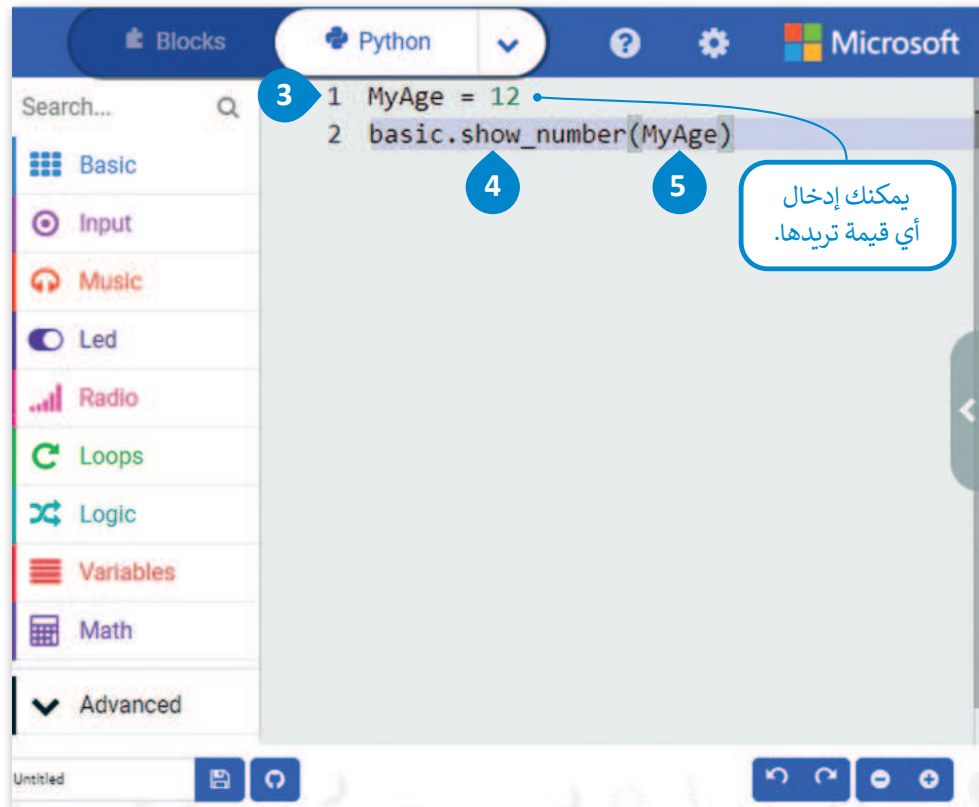 Blocks
Python
Microsoft
Search...
3
1 MyAge = 12
2 basic.show_number(MyAge)
4
5
يمكنك إدخال
أي قيمة تريدها.
Basic
Input
Music
Led
Radio
Loops
Logic
Variables
Math
Advanced
Untitled